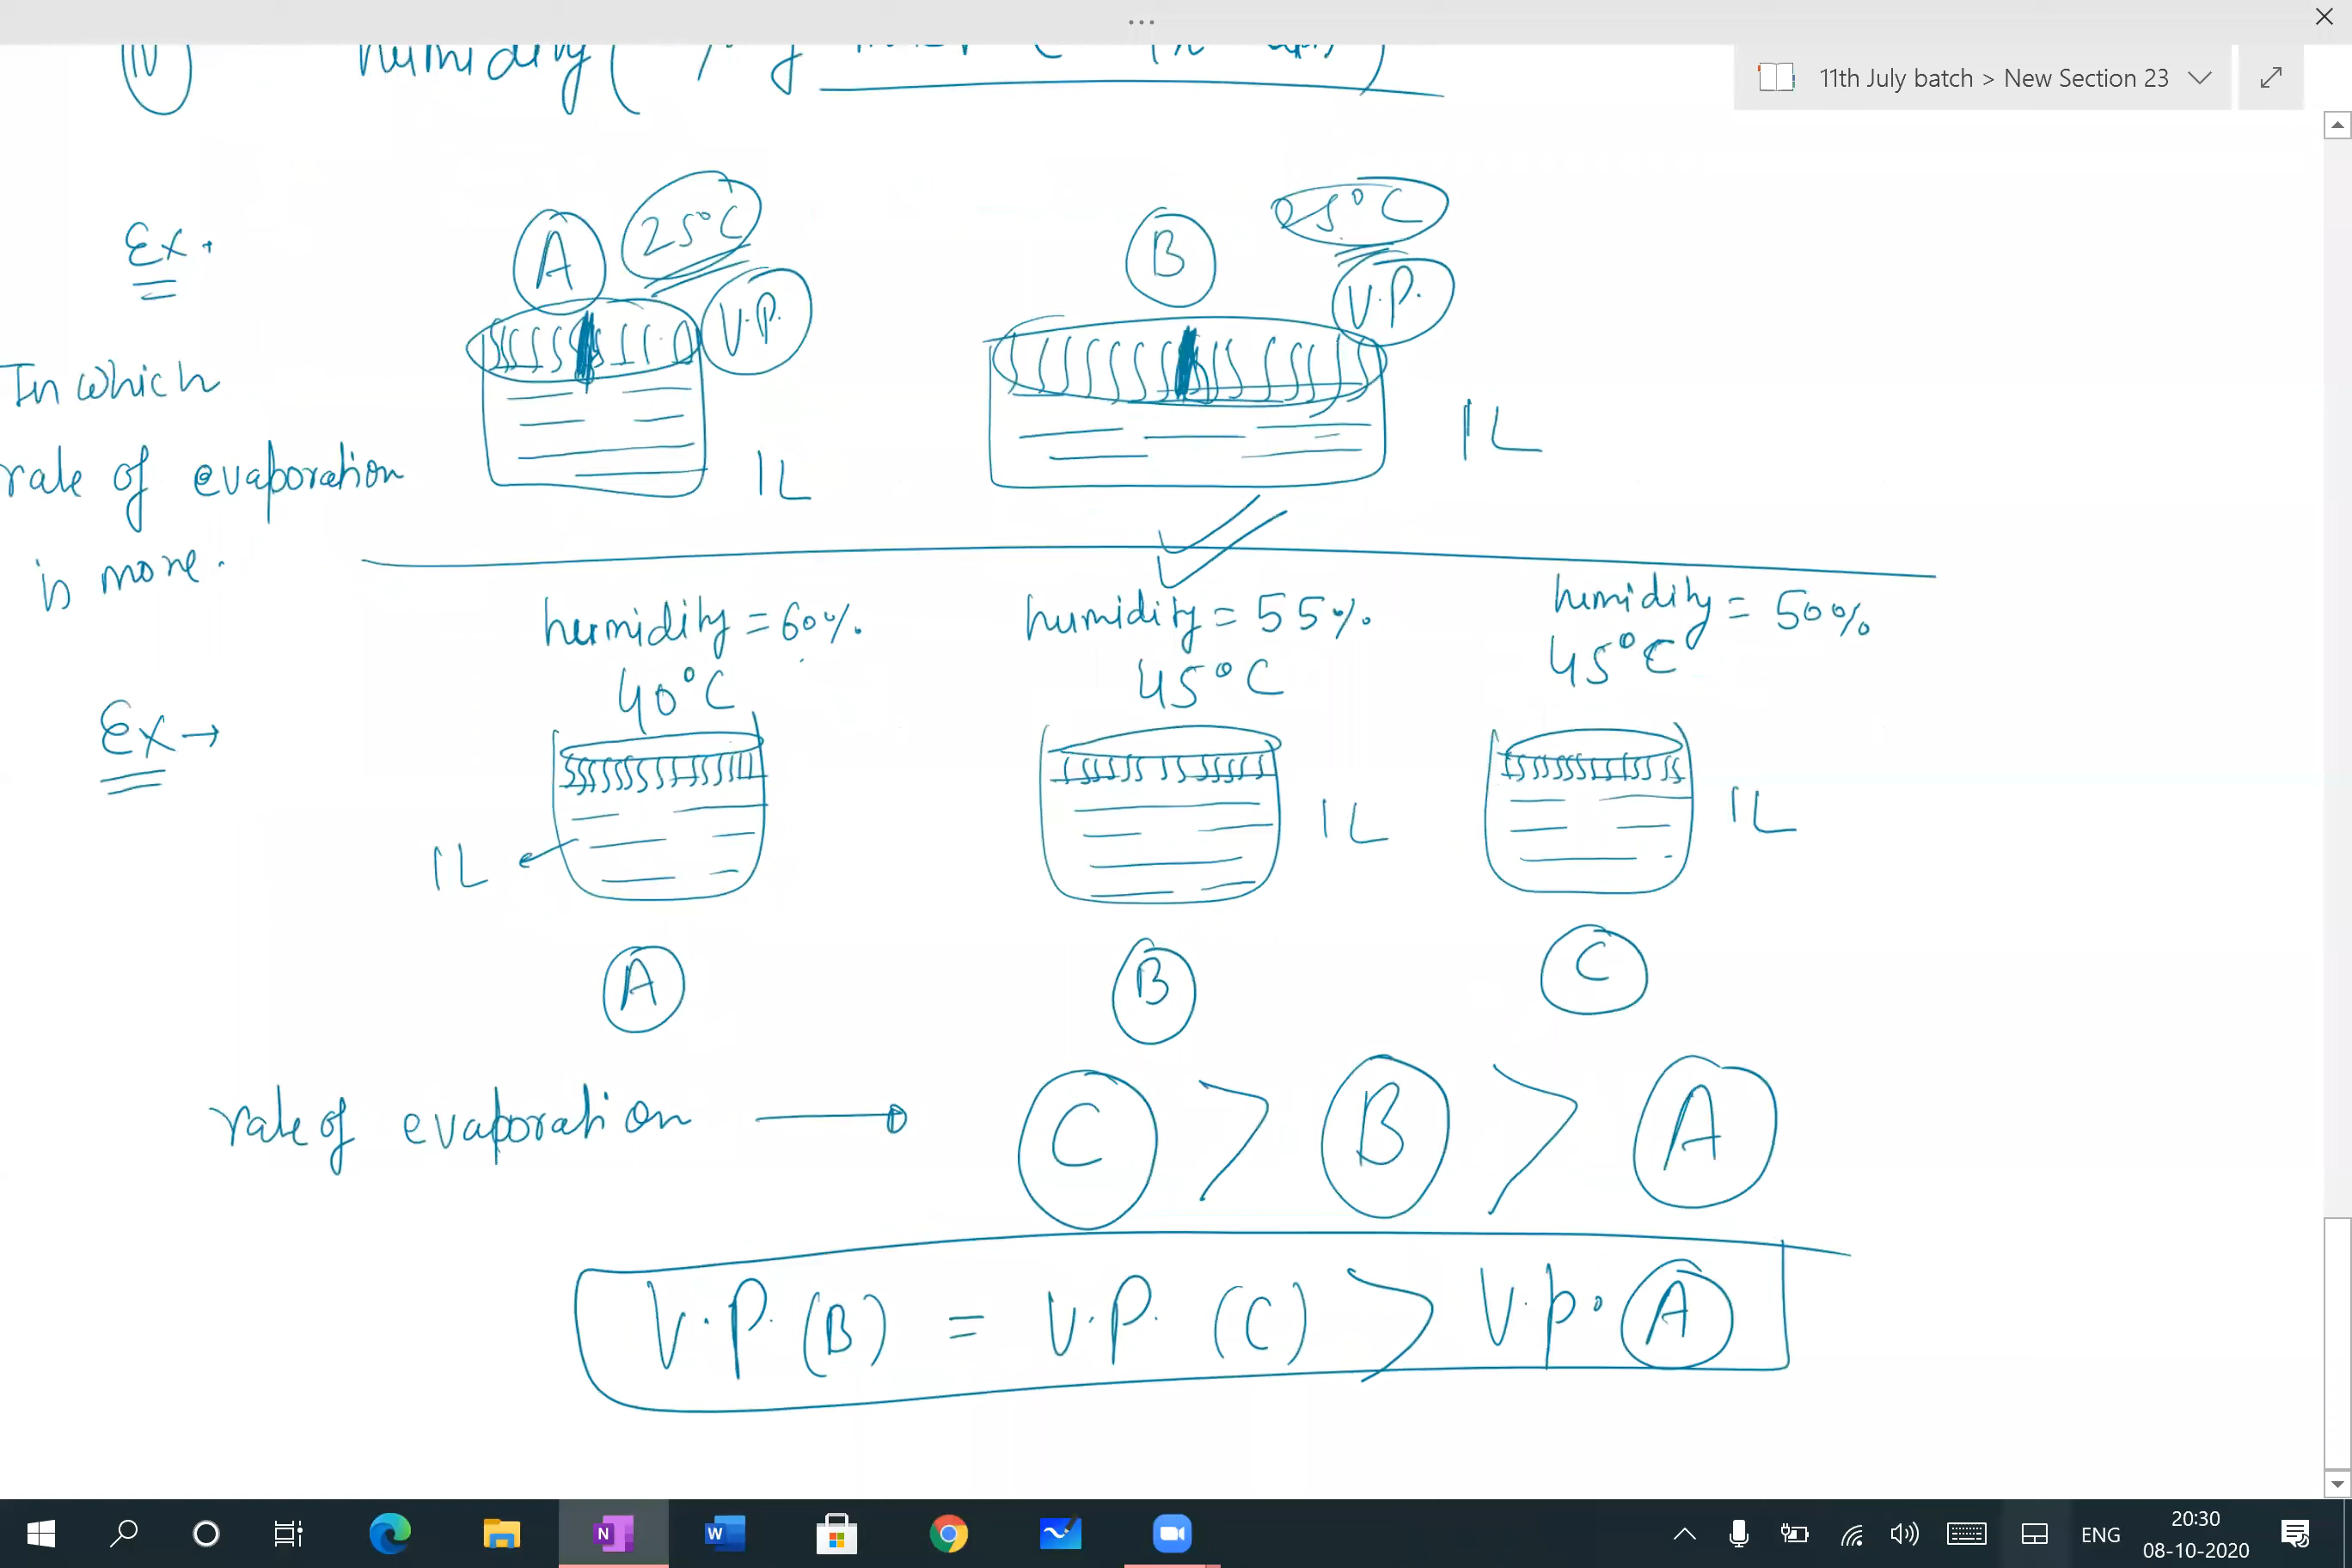 ...
11th July batch > New Section 23
(iv) humidity (
Ex.
A 25°C
V.P.
B 25°C
V.P.
In which
rate of evaporation
is more.
1L
1L
humidity = 60%.
40°C
humidity = 55%.
45°C
humidity = 50%
45°C
Ex →
1L
1L
1L
A
B
C
rate of evaporation → C > B > A
V.P. (B) = V.P. (C) > V.p. A
ENG
20:30
08-10-2020